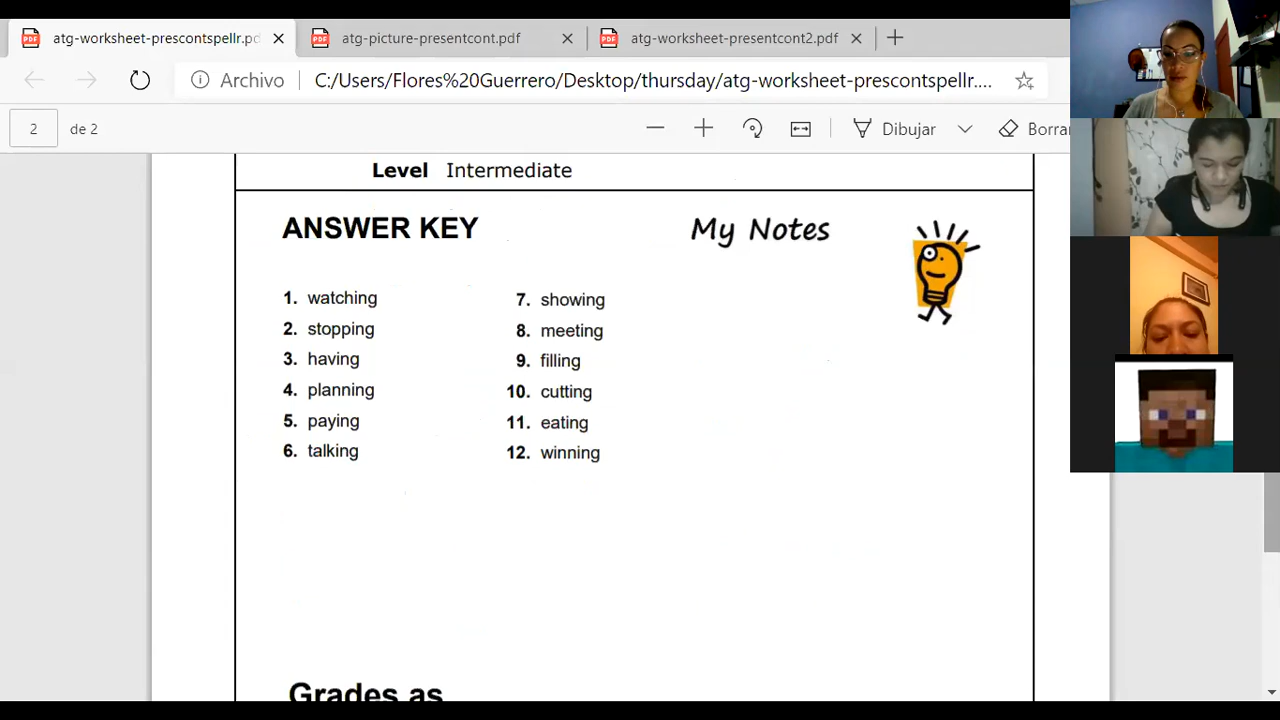 atg-worksheet-prescontspellr.pd
atg-picture-presentcont.pdf
atg-worksheet-presentcont2.pdf
Archivo
C:/Users/Flores%20Guerrero/Desktop/thursday/atg-worksheet-prescontspellr....
2 de 2
Dibujar
Borrar
Level Intermediate
ANSWER KEY
My Notes
1. watching
2. stopping
3. having
4. planning
5. paying
6. talking
7. showing
8. meeting
9. filling
10. cutting
11. eating
12. winning
Grades as